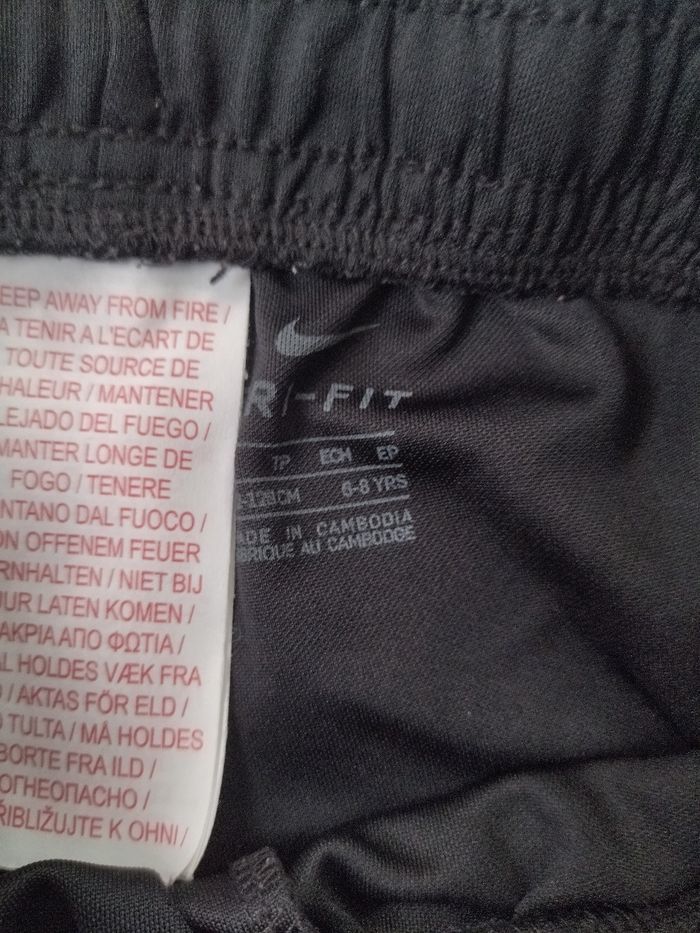 EEP AWAY FROM FIRE /
A TENIR A L'ECART DE
TOUTE SOURCE DE
HALEUR / MANTENER
LEJADO DEL FUEGO /
MANTER LONGE DE
FOGO / TENERE
NTANO DAL FUOCO /
ON OFFENEM FEUER
RNHALTEN / NIET BIJ
UR LATEN KOMEN /
ΑΚΡΙΑ ΑΠΟ ΦΩΤΙΑ /
L HOLDES VÆK FRA
/ AKTAS FÖR ELD /
TULTA / MÅ HOLDES
BORTE FRA ILD /
ОГНЕОПАСНО /
ŘIBLIŽUJTE K OHNI /
RI-FIT
TP ECH EP
128CM 6-8 YRS
ADE IN CAMBODIA
BRIQUE AU CAMBODGE